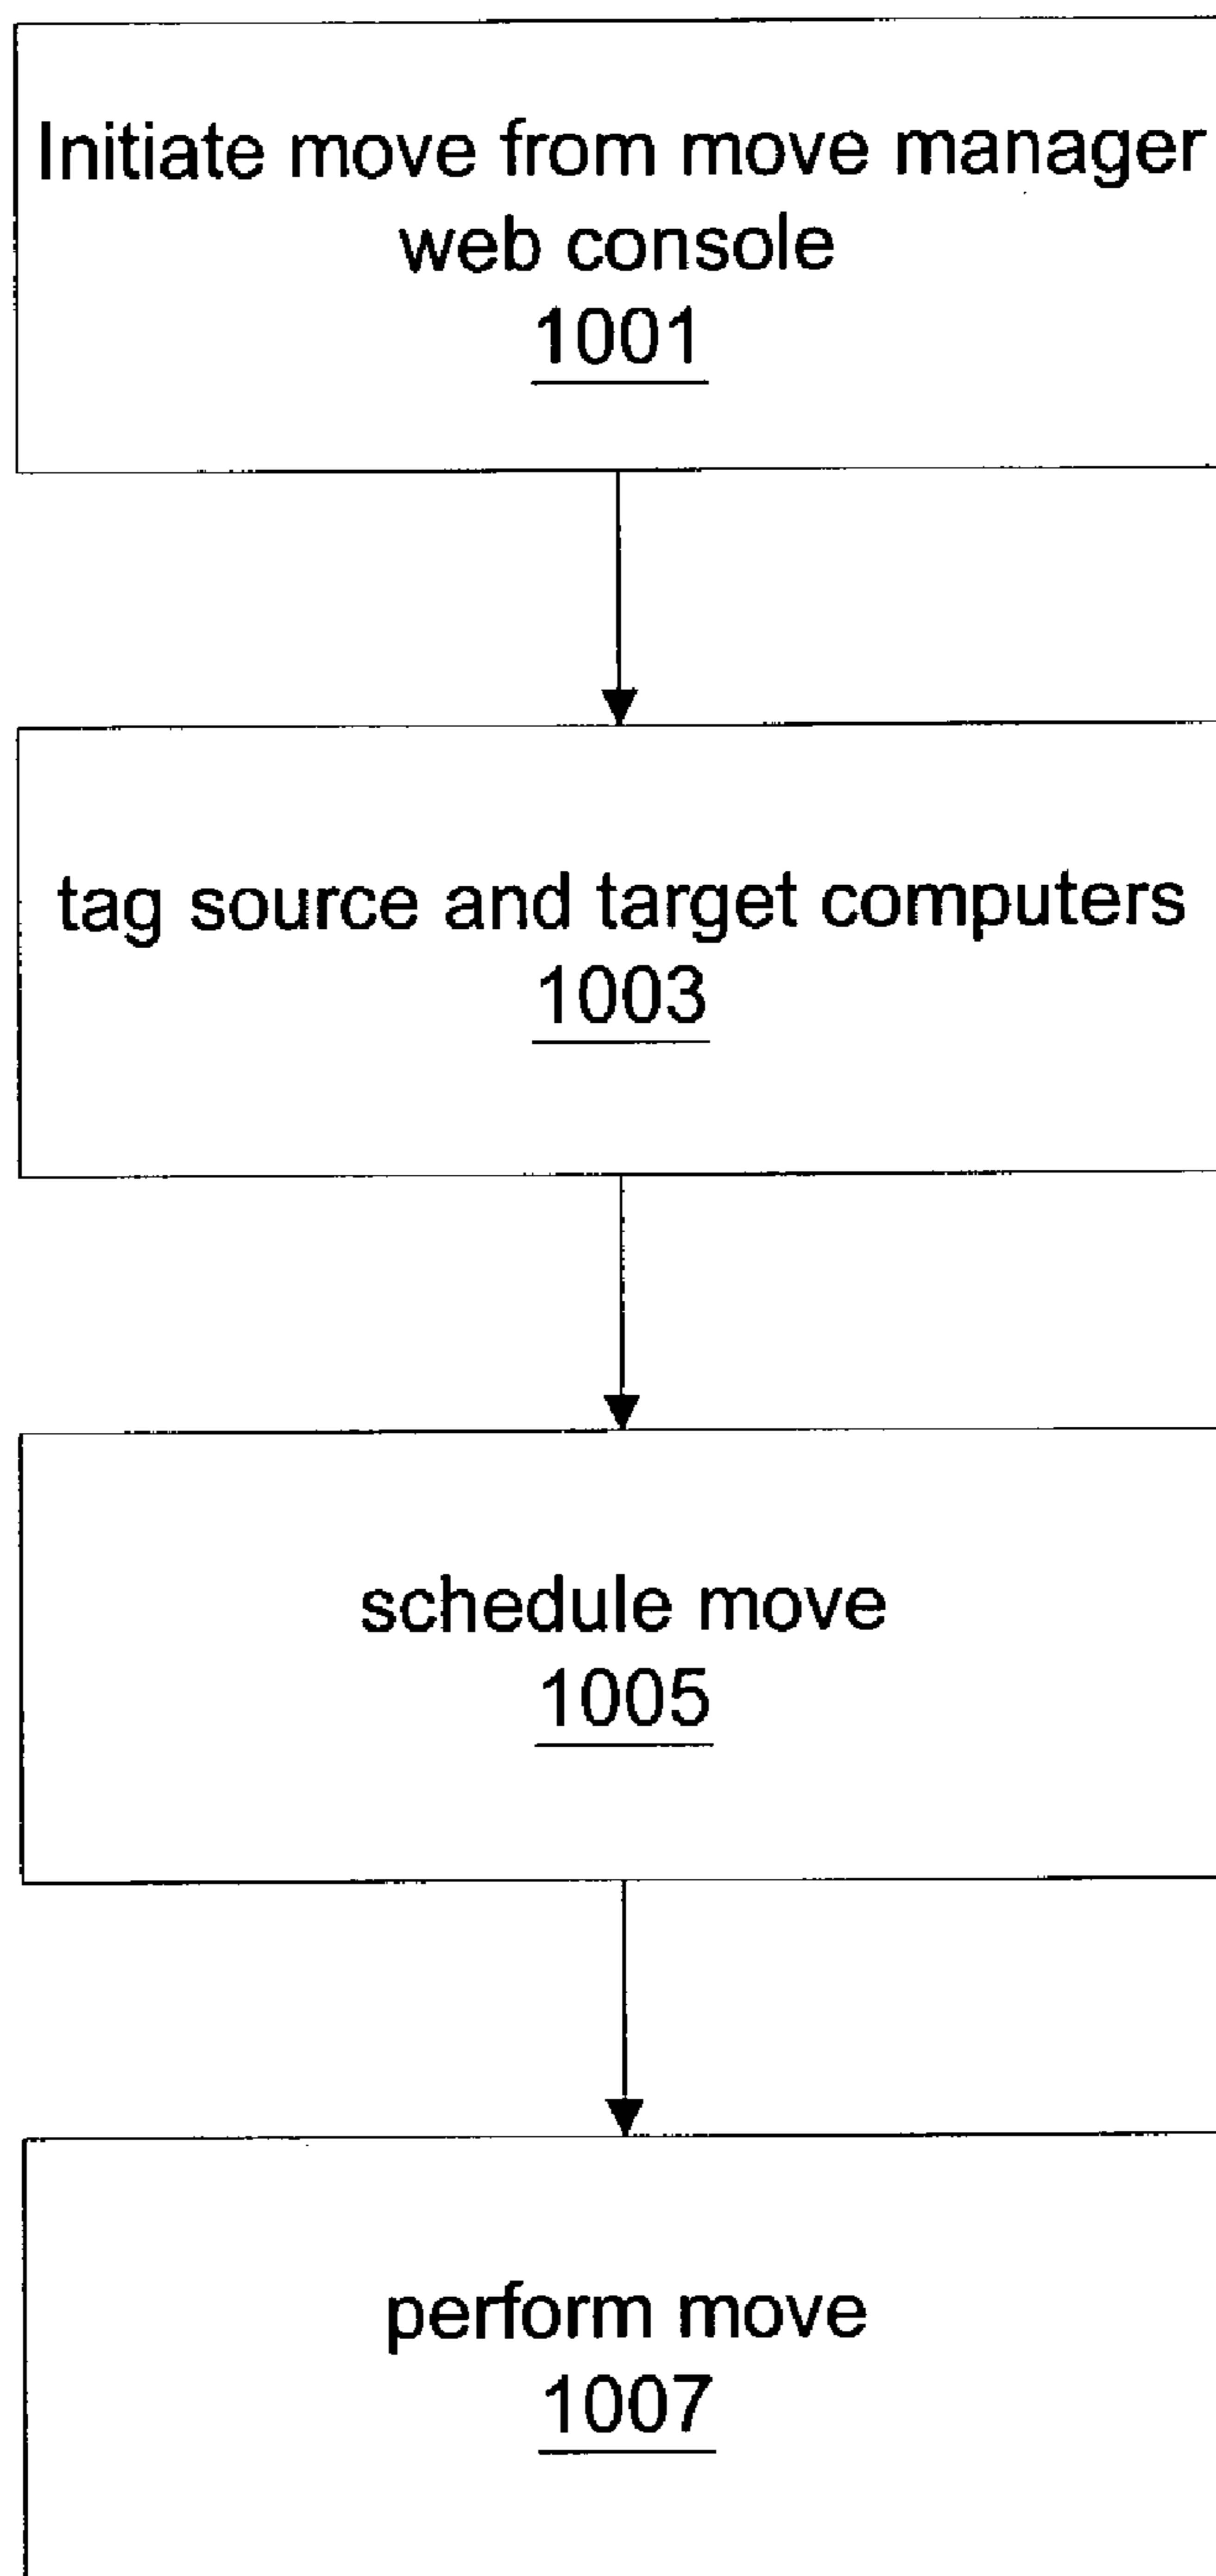 Initiate move from move manager
web console
1001
tag source and target computers
1003
schedule move
1005
perform move
1007